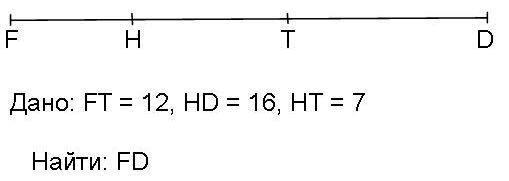 F H T D
Дано: FT = 12, HD = 16, HT = 7
Найти: FD